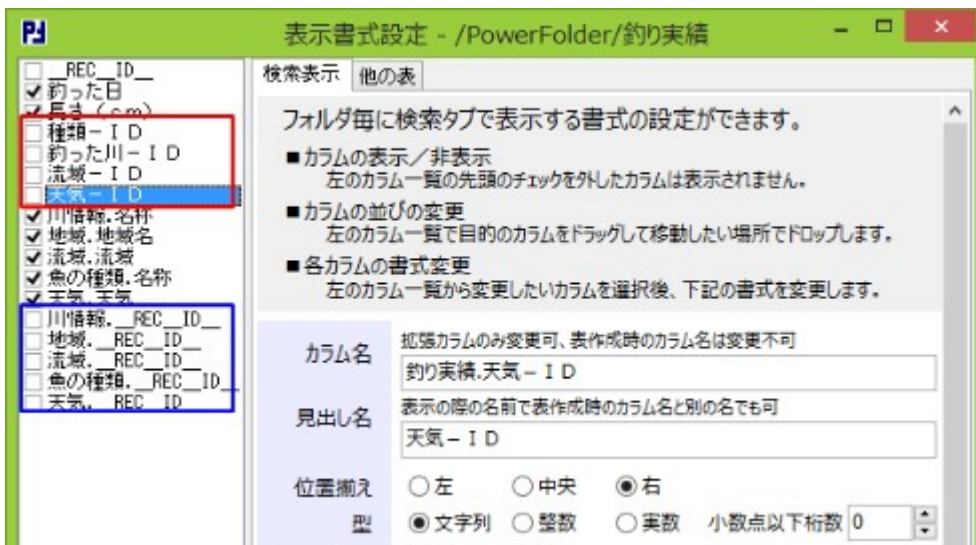 表示書式設定 - /PowerFolder/釣り実績
__REC__ID__
釣った日
長さ（ｃｍ）
種類－ＩＤ
釣った川－ＩＤ
流域－ＩＤ
天気－ＩＤ
川情報.名称
地域.地域名
流域.流域
魚の種類.名称
天気.天気
川情報.__REC__ID__
地域.__REC__ID__
流域.__REC__ID__
魚の種類.__REC__ID__
天気.__REC__ID__
検索表示 他の表
フォルダ毎に検索タブで表示する書式の設定ができます。
■カラムの表示／非表示
左のカラム一覧の先頭のチェックを外したカラムは表示されません。
■カラムの並びの変更
左のカラム一覧で目的のカラムをドラッグして移動したい場所でドロップします。
■各カラムの書式変更
左のカラム一覧から変更したいカラムを選択後、下記の書式を変更します。
カラム名
拡張カラムのみ変更可、表作成時のカラム名は変更不可
釣り実績.天気－ＩＤ
見出し名
表示の際の名前で表作成時のカラム名と別の名でも可
天気－ＩＤ
位置揃え 左 中央 右
型 文字列 整数 実数 小数点以下桁数 0